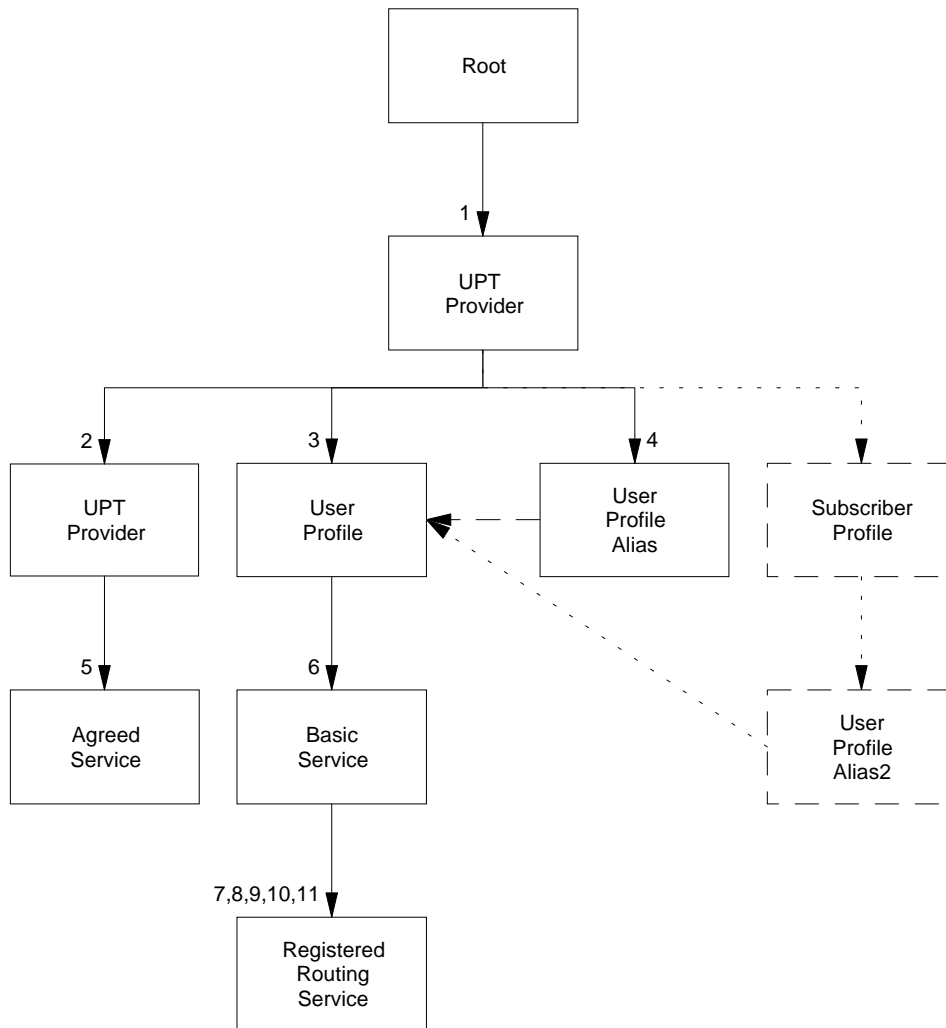 Root
1
UPT
Provider
2
3
4
UPT
Provider
User
Profile
User
Profile
Alias
Subscriber
Profile
5
6
Agreed
Service
Basic
Service
User
Profile
Alias2
7,8,9,10,11
Registered
Routing
Service